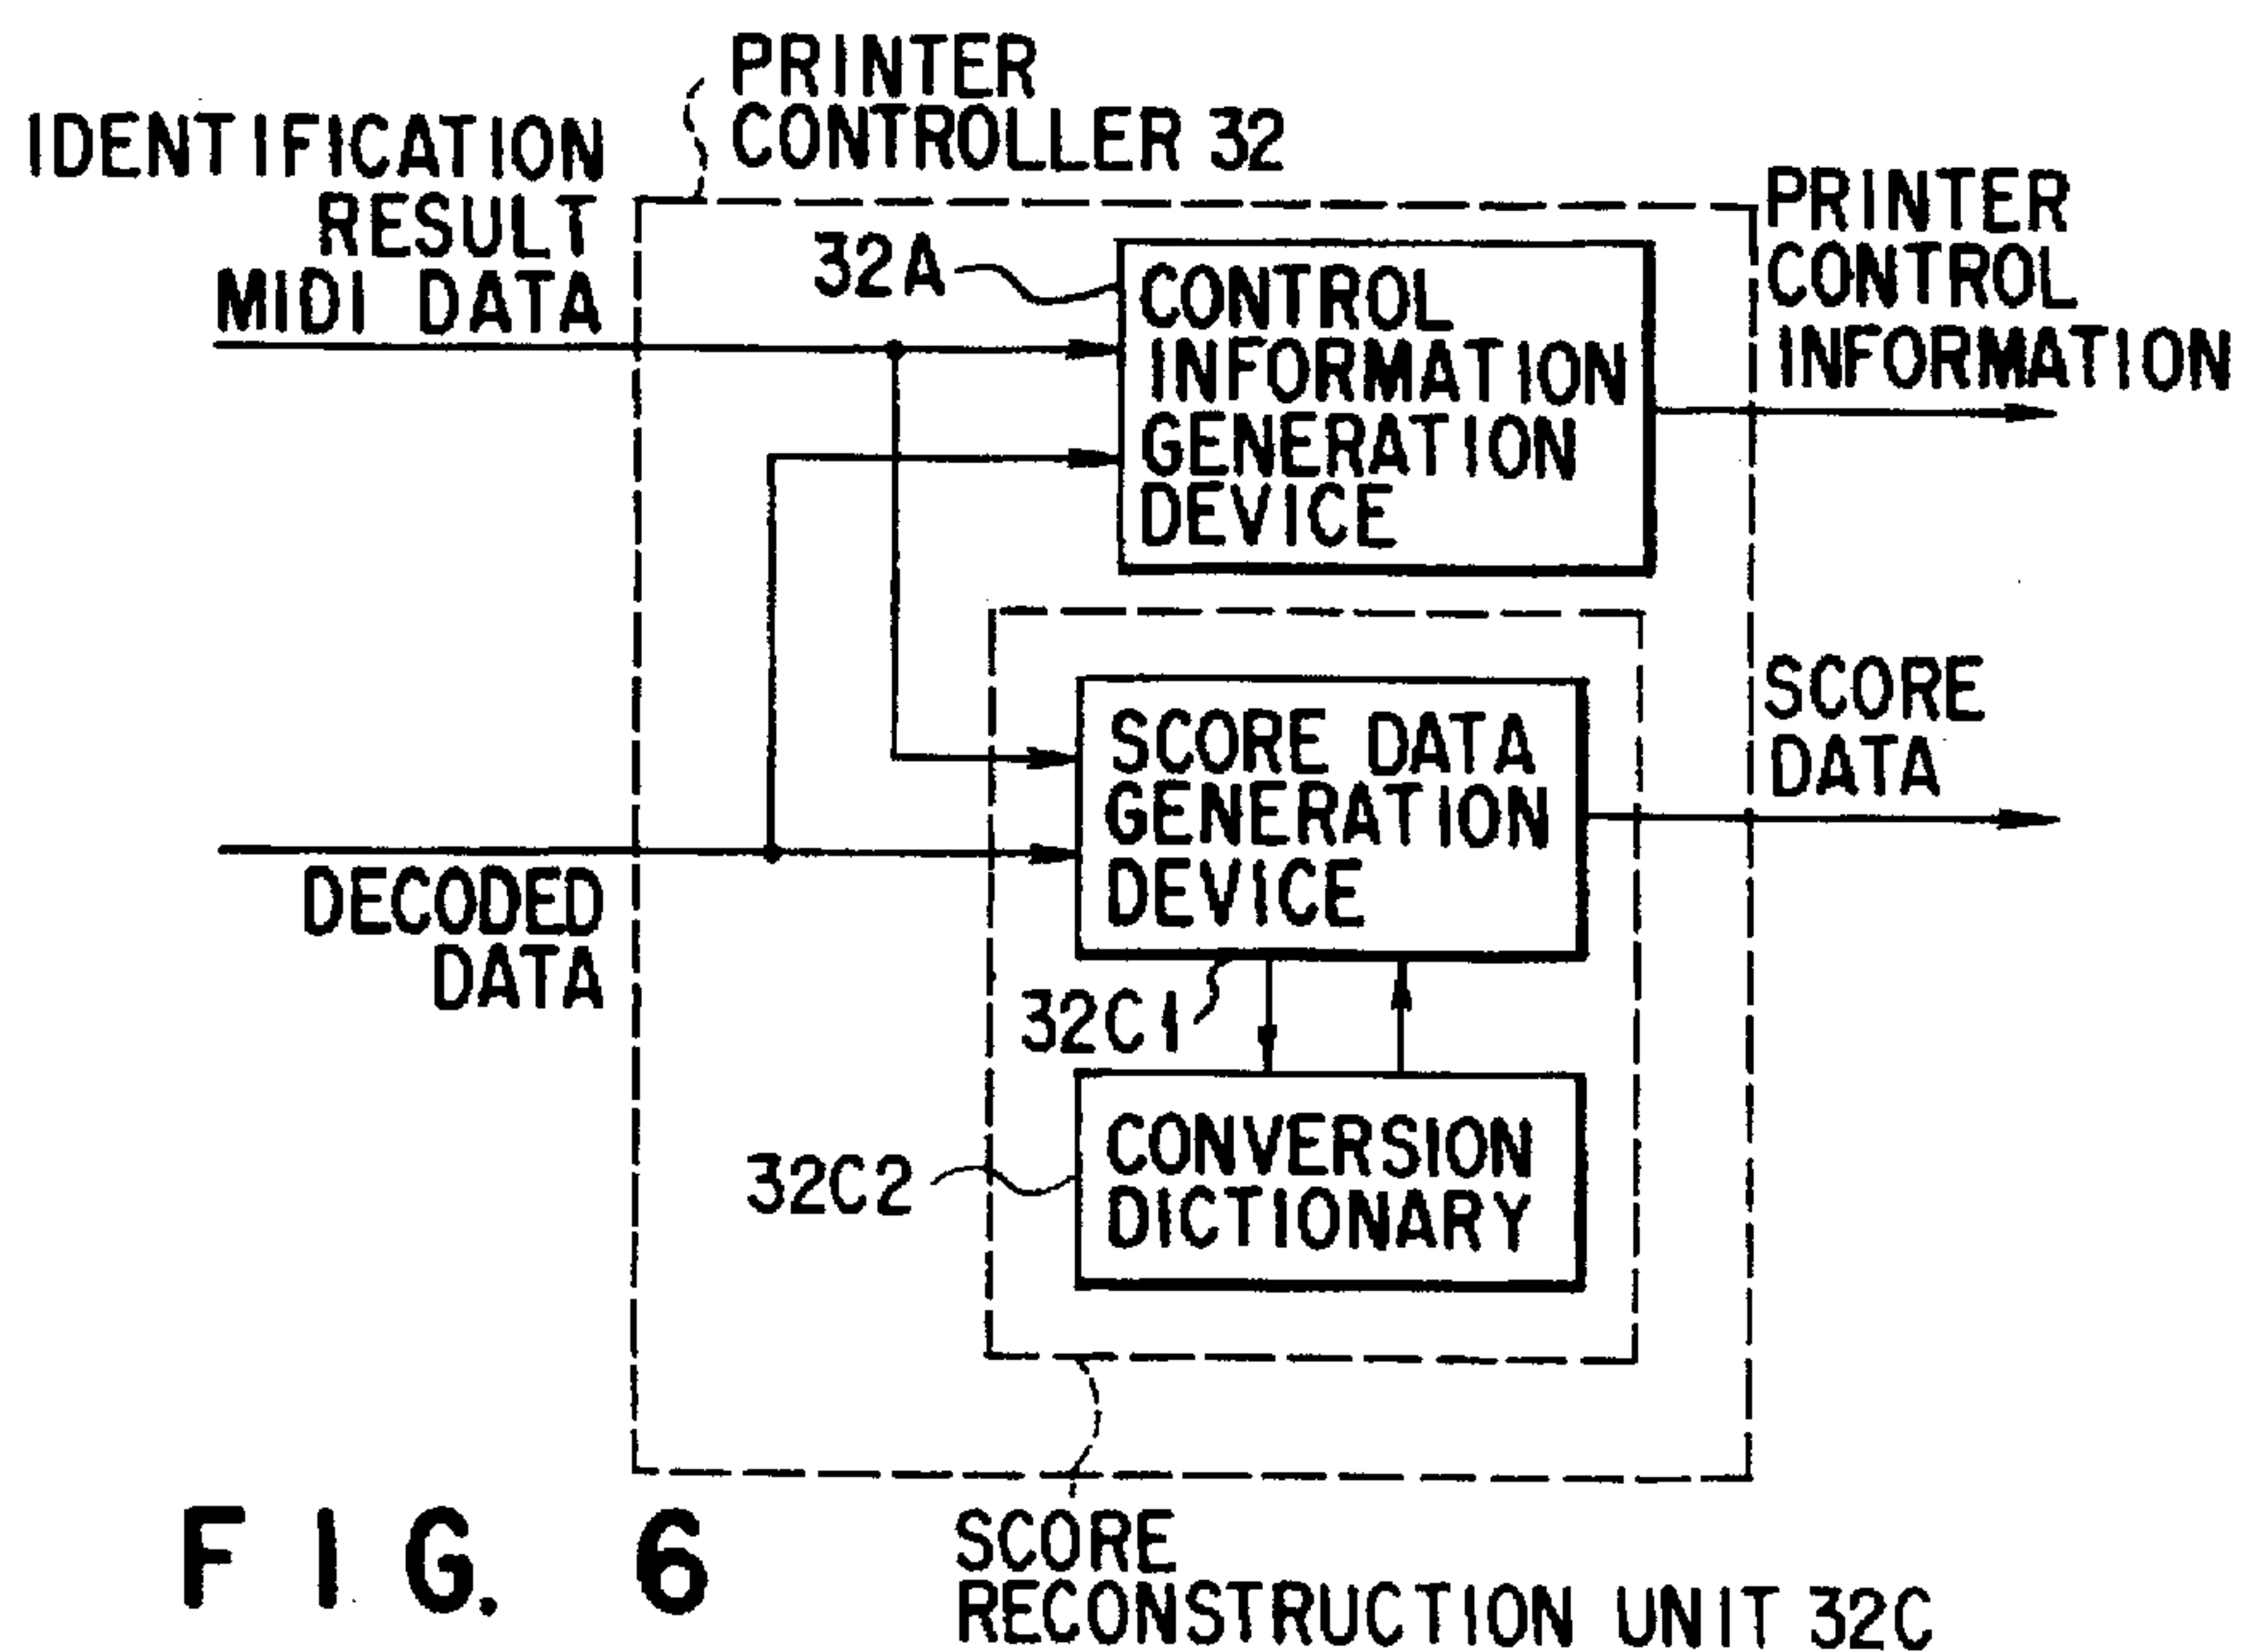 PRINTER
CONTROLLER 32
IDENTIFICATION
RESULT
MIDI DATA
PRINTER
CONTROL
INFORMATION
32A
CONTROL
INFORMATION
GENERATION
DEVICE
SCORE
DATA
SCORE DATA
GENERATION
DEVICE
DECODED
DATA
32C1
32C2
CONVERSION
DICTIONARY
FIG. 6
SCORE
RECONSTRUCTION UNIT 32C